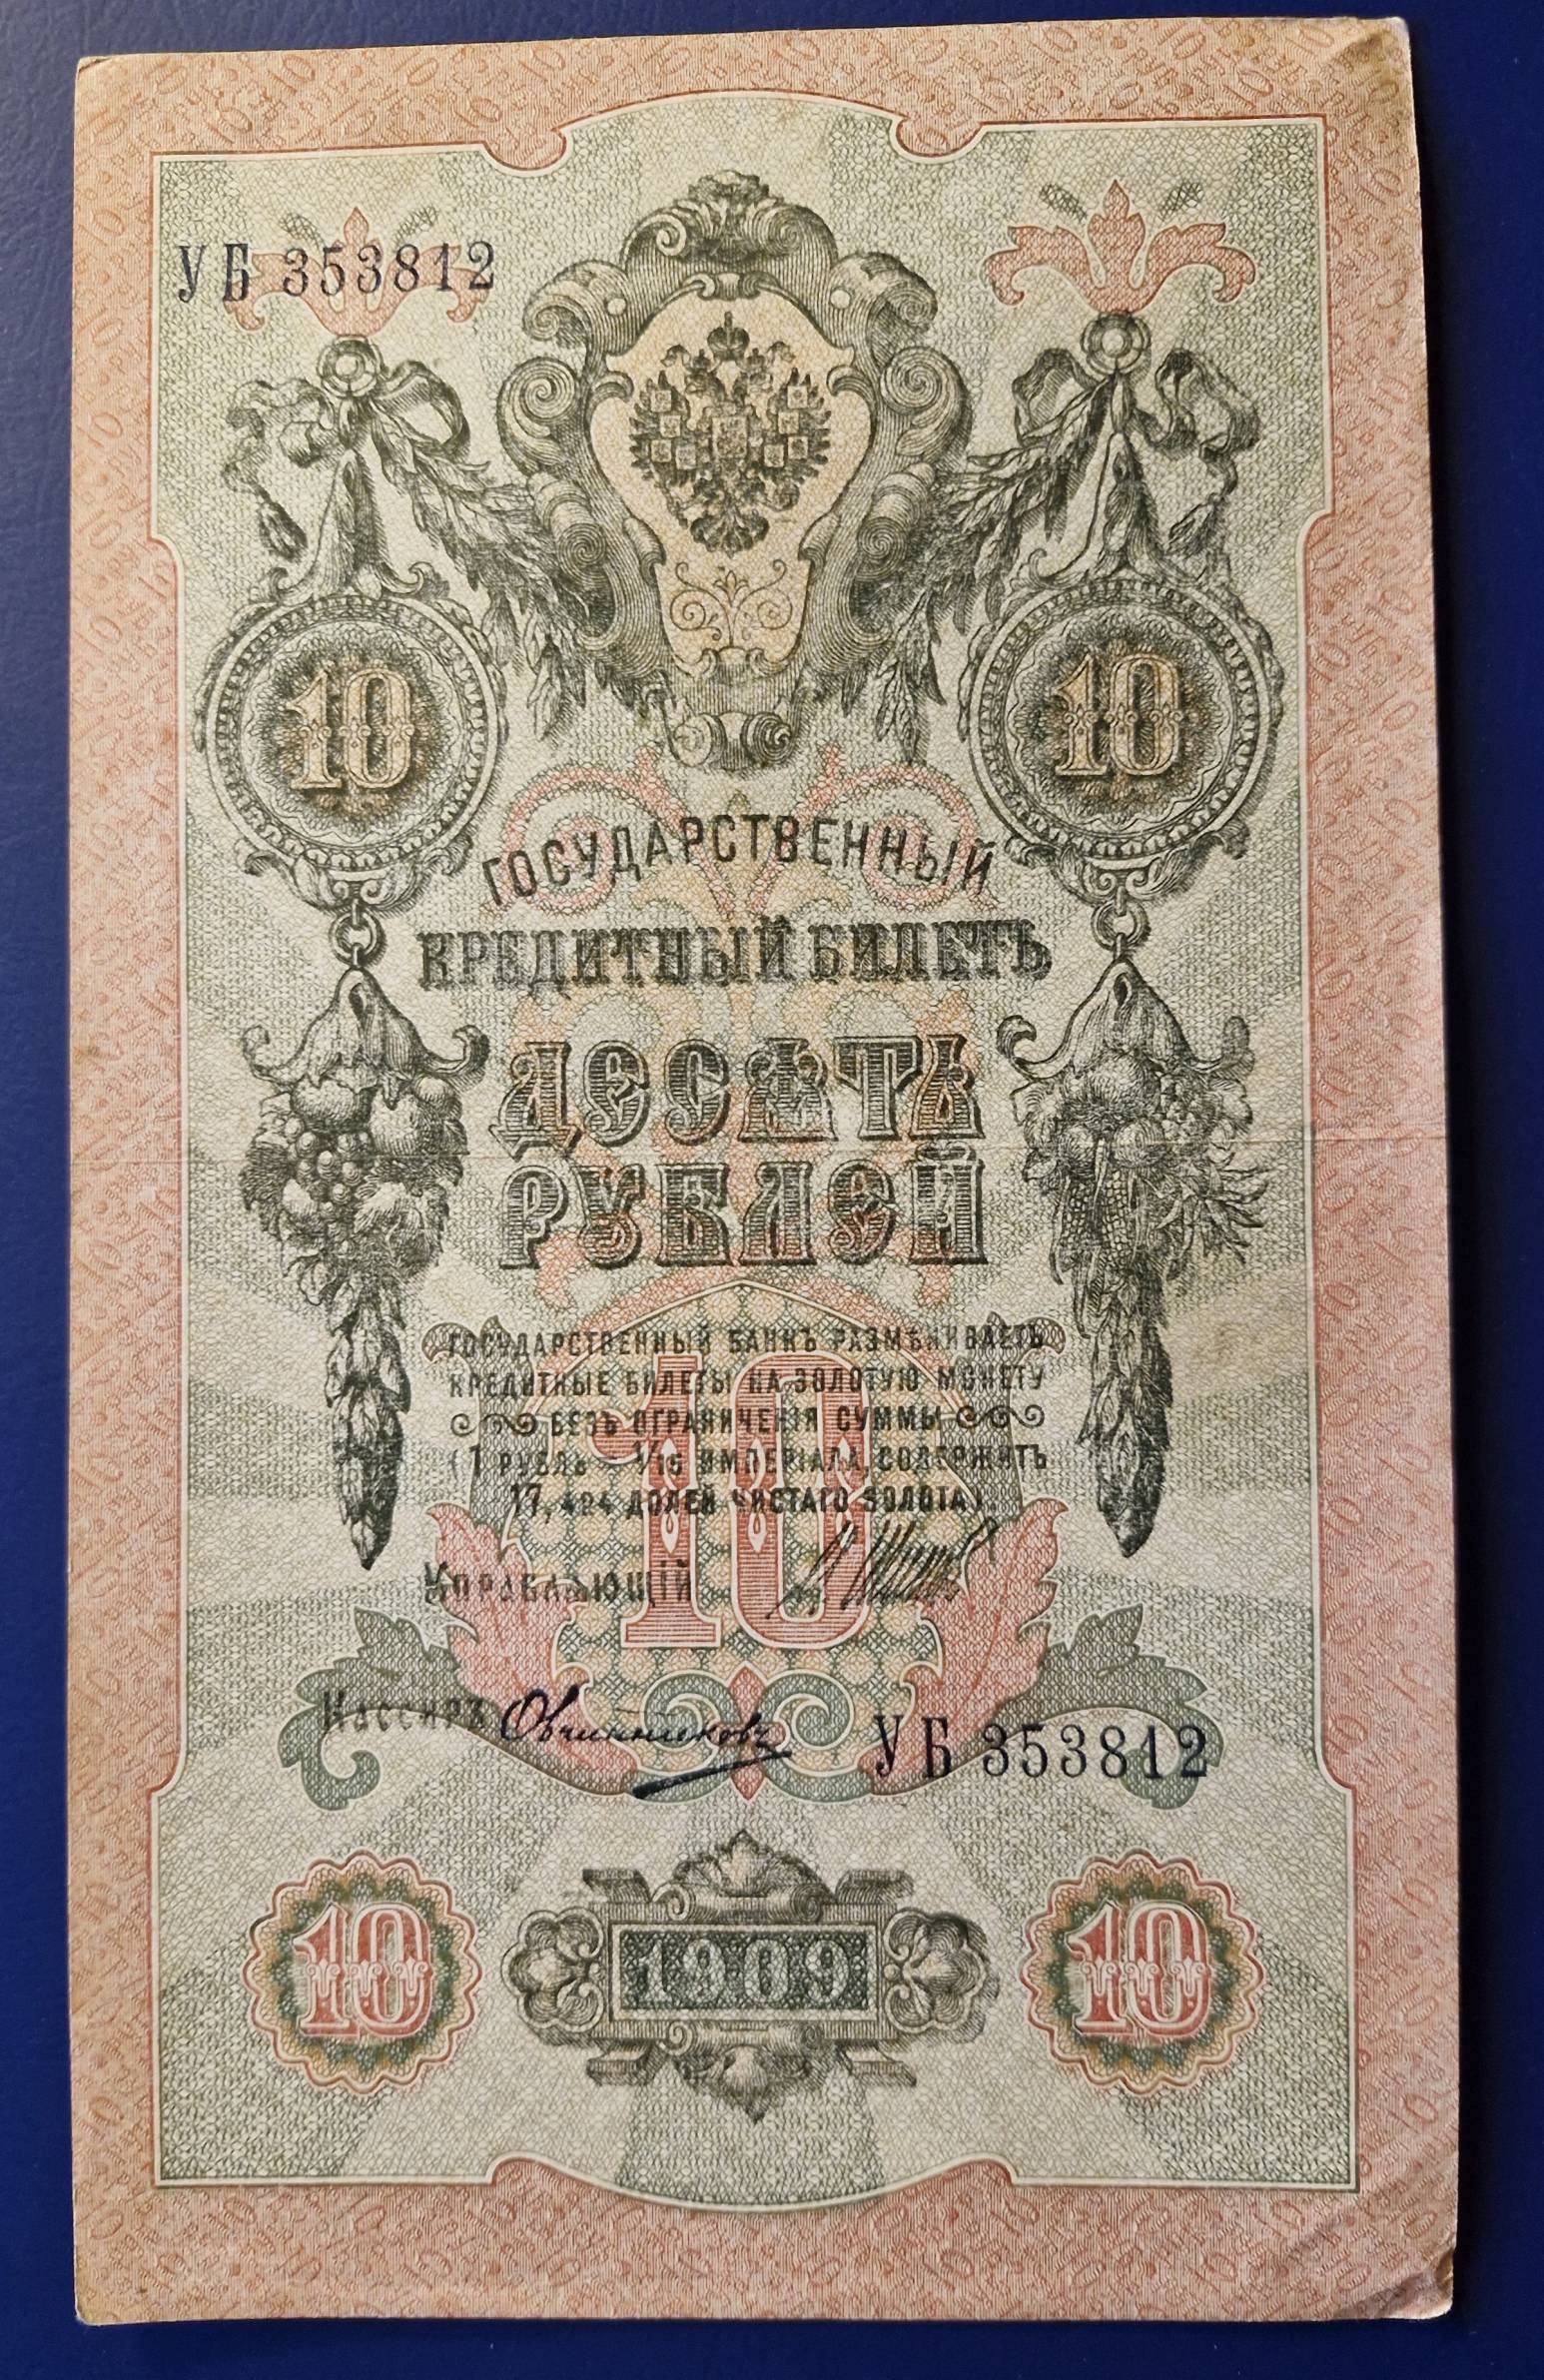 УБ 353812
10 10
ГОСУДАРСТВЕННЫЙ
КРЕДИТНЫЙ БИЛЕТЪ
ДЕСЯТЬ
РУБЛЕЙ
ГОСУДАРСТВЕННЫЙ БАНКЪ РАЗМѢНИВАЕТЪ
КРЕДИТНЫЕ БИЛЕТЫ НА ЗОЛОТУЮ МОНЕТУ
БЕЗЪ ОГРАНИЧЕНІЯ СУММЫ
(1 РУБЛЬ = 1/15 ИМПЕРІАЛА, СОДЕРЖИТЪ
17,424 ДОЛЕЙ ЧИСТАГО ЗОЛОТА).
10
УПРАВЛЯЮЩІЙ
КАССИРЪ Овчинниковъ
УБ 353812
10 1909 10